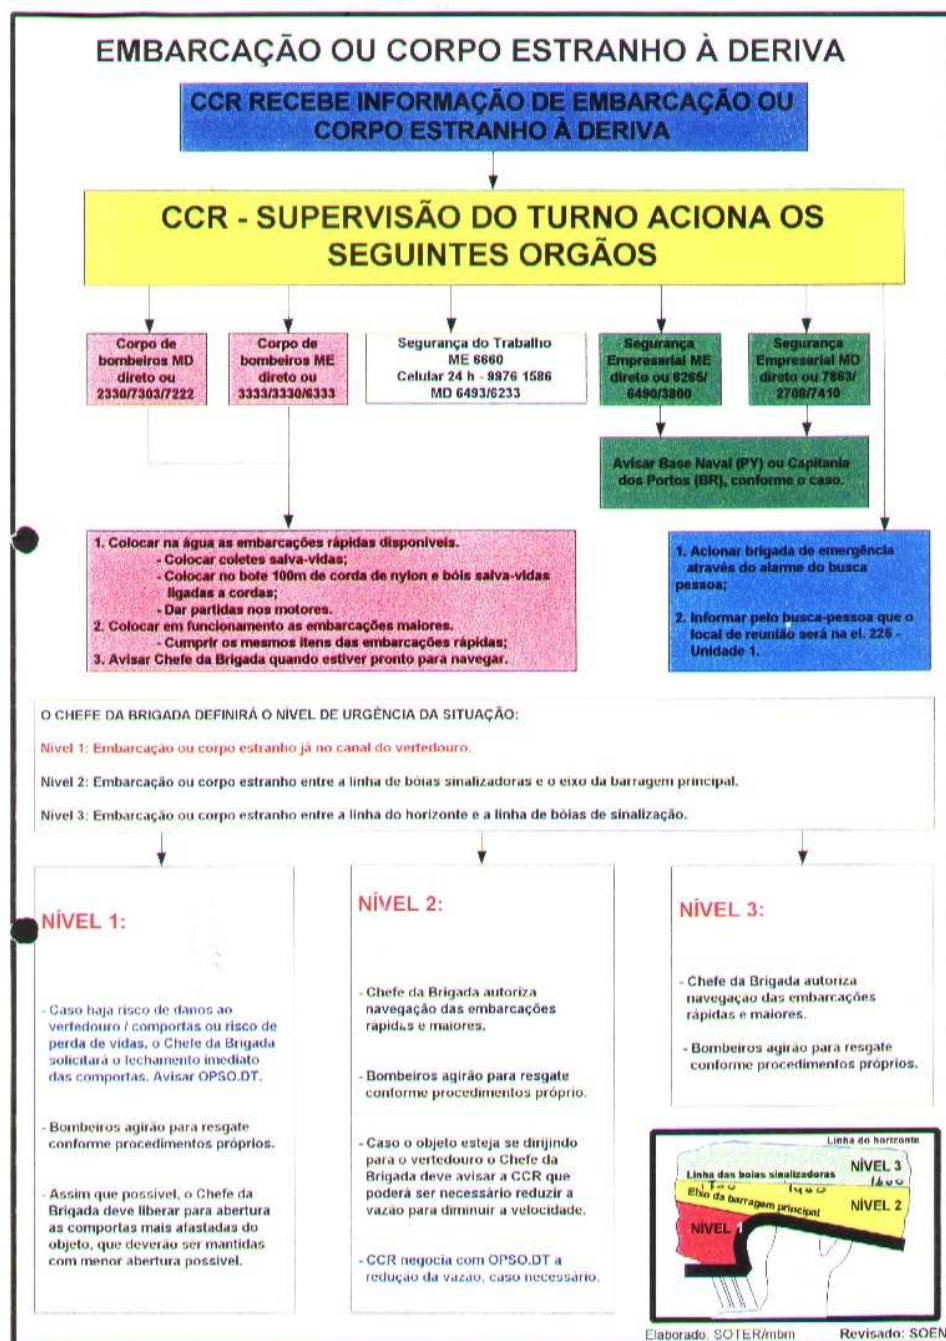 EMBARCAÇÃO OU CORPO ESTRANHO À DERIVA
CCR RECEBE INFORMAÇÃO DE EMBARCAÇÃO OU
CORPO ESTRANHO À DERIVA
CCR - SUPERVISÃO DO TURNO ACIONA OS
SEGUINTES ORGÃOS
Corpo de
bombeiros MD
direto ou
2330/7303/7222
Corpo de
bombeiros ME
direto ou
3333/3330/6333
Segurança do Trabalho
ME 6660
Celular 24 h - 9976 1586
MD 6493/6233
Segurança
Empresarial ME
direto ou 6265/
6490/3800
Segurança
Empresarial MD
direto ou 7863/
2708/7410
Avisar Base Naval (PY) ou Capitania
dos Portos (BR), conforme o caso.
1. Colocar na água as embarcações rápidas disponíveis.
- Colocar coletes salva-vidas;
- Colocar no bote 100m de corda de nylon e bóis salva-vidas
ligadas a cordas;
- Dar partidas nos motores.
2. Colocar em funcionamento as embarcações maiores.
- Cumprir os mesmos itens das embarcações rápidas;
3. Avisar Chefe da Brigada quando estiver pronto para navegar.
1. Acionar brigada de emergência
através do alarme do busca
pessoa;
2. Informar pelo busca-pessoa que o
local de reunião será na el. 225 -
Unidade 1.
O CHEFE DA BRIGADA DEFINIRÁ O NÍVEL DE URGÊNCIA DA SITUAÇÃO:
Nível 1: Embarcação ou corpo estranho já no canal do vertedouro.
Nível 2: Embarcação ou corpo estranho entre a linha de bóias sinalizadoras e o eixo da barragem principal.
Nível 3: Embarcação ou corpo estranho entre a linha do horizonte e a linha de bóias de sinalização.
NÍVEL 1:
- Caso haja risco de danos ao
vertedouro / comportas ou risco de
perda de vidas, o Chefe da Brigada
solicitará o fechamento imediato
das comportas. Avisar OPSO.DT.
- Bombeiros agirão para resgate
conforme procedimentos próprios.
- Assim que possível, o Chefe da
Brigada deve liberar para abertura
as comportas mais afastadas do
objeto, que deverão ser mantidas
com menor abertura possível.
NÍVEL 2:
- Chefe da Brigada autoriza
navegação das embarcações
rápidas e maiores.
- Bombeiros agirão para resgate
conforme procedimentos próprio.
- Caso o objeto esteja se dirijindo
para o vertedouro o Chefe da
Brigada deve avisar a CCR que
poderá ser necessário reduzir a
vazão para diminuir a velocidade.
- CCR negocia com OPSO.DT a
redução da vazão, caso necessário.
NÍVEL 3:
- Chefe da Brigada autoriza
navegação das embarcações
rápidas e maiores.
- Bombeiros agirão para resgate
conforme procedimentos próprios.
Linha do horizonte
NÍVEL 3
Linha das boias sinalizadoras
1400
1600
Eixo da barragem principal
NÍVEL 2
NÍVEL 1
Elaborado: SOTER/mbm
Revisado: SOEN